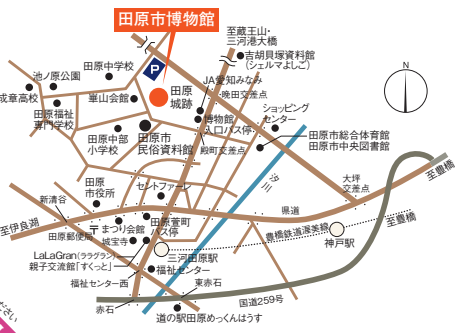 田原市博物館
至蔵王山・
三河港大橋
吉胡貝塚資料館
(シェルマよしご)
N
P
田原中学校
池ノ原公園
成章高校
崋山会館
田原
城跡
JA愛知みなみ
晩田交差点
ショッピング
センター
田原福祉
専門学校
博物館
入口バス停
田原中部
小学校
田原市
民俗資料館
殿町交差点
田原市総合体育館
田原市中央図書館
汐川
大坪
交差点
至豊橋
田原
市役所
セントファーレ
新清谷
至伊良湖
まつり会館
田原萱町
バス停
県道
至豊橋
田原郵便局
城宝寺
豊橋鉄道渥美線
神戸駅
LaLaGran(ララグラン)
親子交流館「すくっと」
三河田原駅
福祉センター
福祉センター西
東赤石
赤石
国道259号
道の駅田原めっくんはうす
ださい